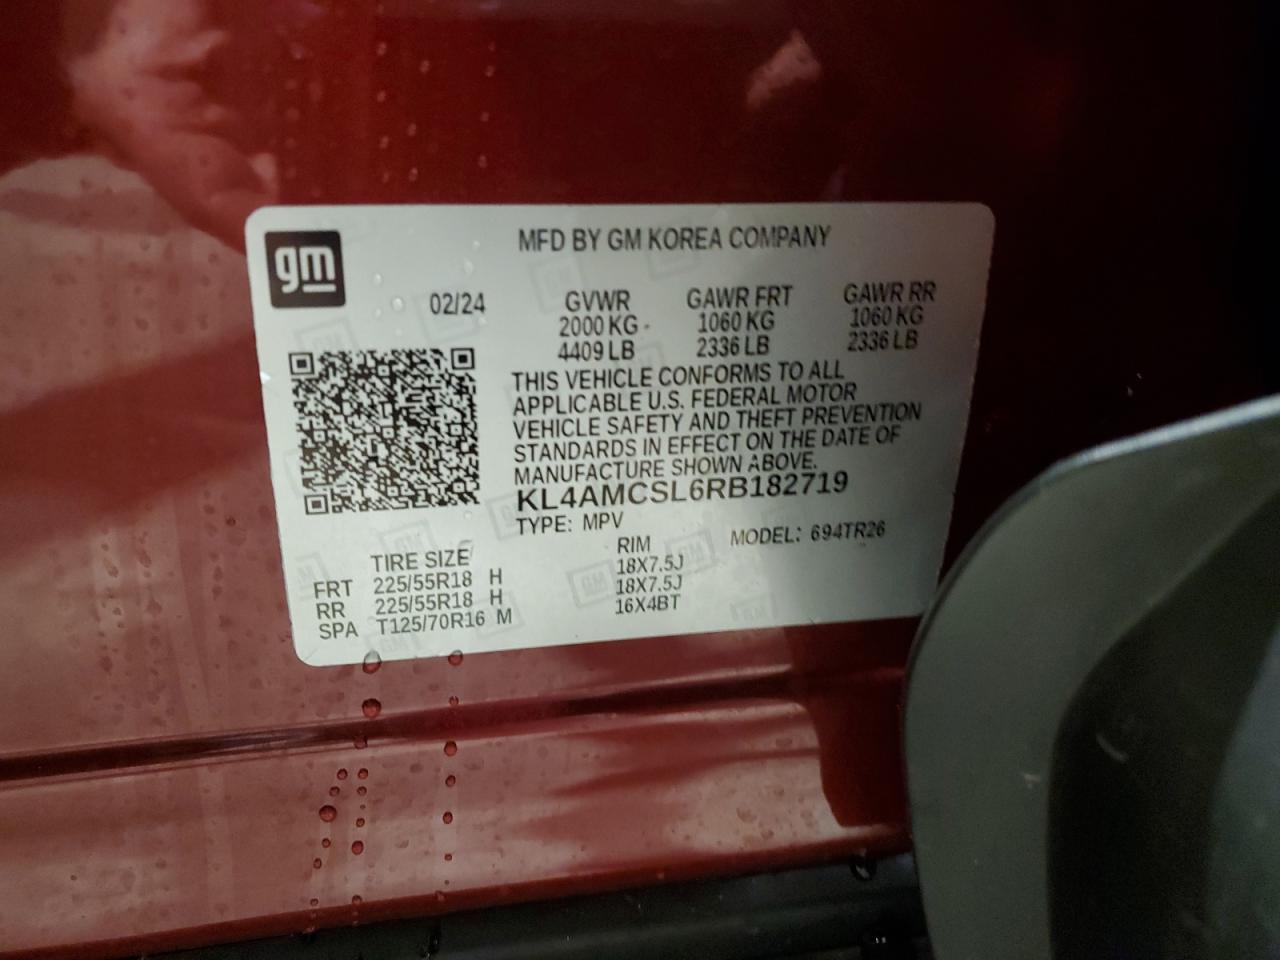 gm
MFD BY GM KOREA COMPANY
02/24 GVWR GAWR FRT GAWR RR
2000 KG 1060 KG 1060 KG
4409 LB 2336 LB 2336 LB
THIS VEHICLE CONFORMS TO ALL
APPLICABLE U.S. FEDERAL MOTOR
VEHICLE SAFETY AND THEFT PREVENTION
STANDARDS IN EFFECT ON THE DATE OF
MANUFACTURE SHOWN ABOVE.
KL4AMCSL6RB182719
TYPE: MPV MODEL: 694TR26
TIRE SIZE RIM
FRT 225/55R18 H 18X7.5J
RR 225/55R18 H 18X7.5J
SPA T125/70R16 M 16X4BT